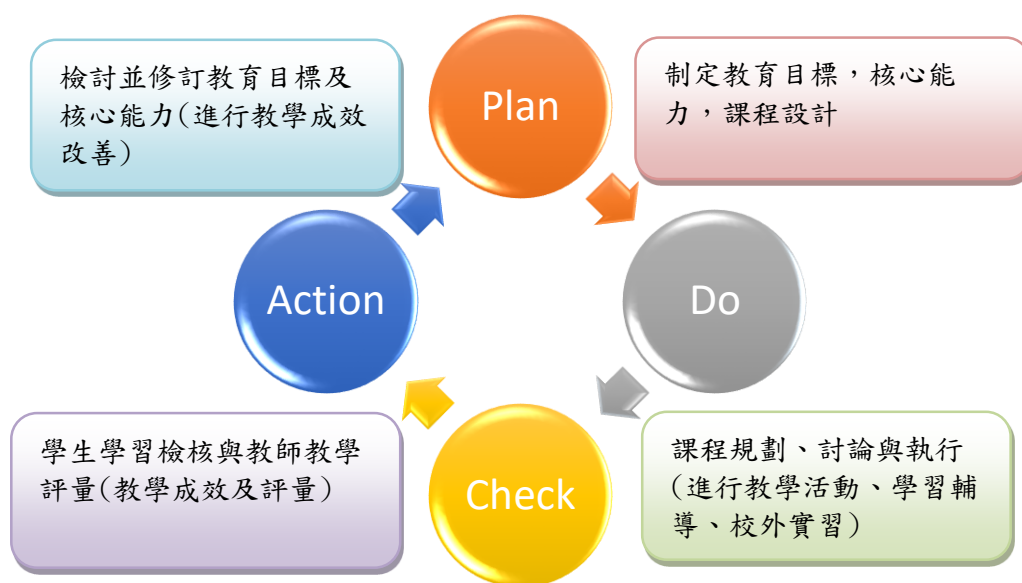 Plan
制定教育目標，核心能
力，課程設計
Do
課程規劃、討論與執行
(進行教學活動、學習輔
導、校外實習)
Check
學生學習檢核與教師教學
評量(教學成效及評量)
Action
檢討並修訂教育目標及
核心能力(進行教學成效
改善)